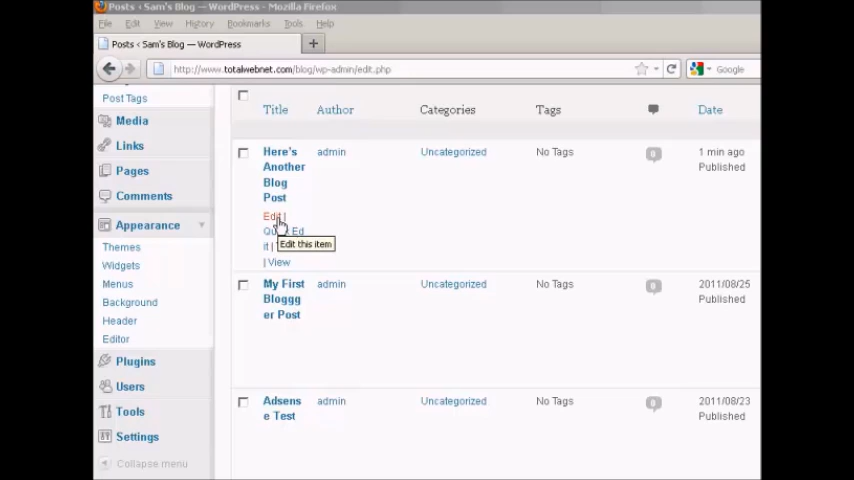 Posts ‹ Sam's Blog — WordPress - Mozilla Firefox
File Edit View History Bookmarks Tools Help
Posts ‹ Sam's Blog — WordPress
http://www.totalwebnet.com/blog/wp-admin/edit.php
Google
Post Tags
Media
Links
Pages
Comments
Appearance
Themes
Widgets
Menus
Background
Header
Editor
Plugins
Users
Tools
Settings
Collapse menu
Title Author Categories Tags Date
Here's Another Blog Post
admin Uncategorized No Tags 0 1 min ago
Published
Edit |
Ed
it |
Edit this item
| View
My First Bloggger Post
admin Uncategorized No Tags 0 2011/08/25
Published
Adsense Test
admin Uncategorized No Tags 0 2011/08/23
Published